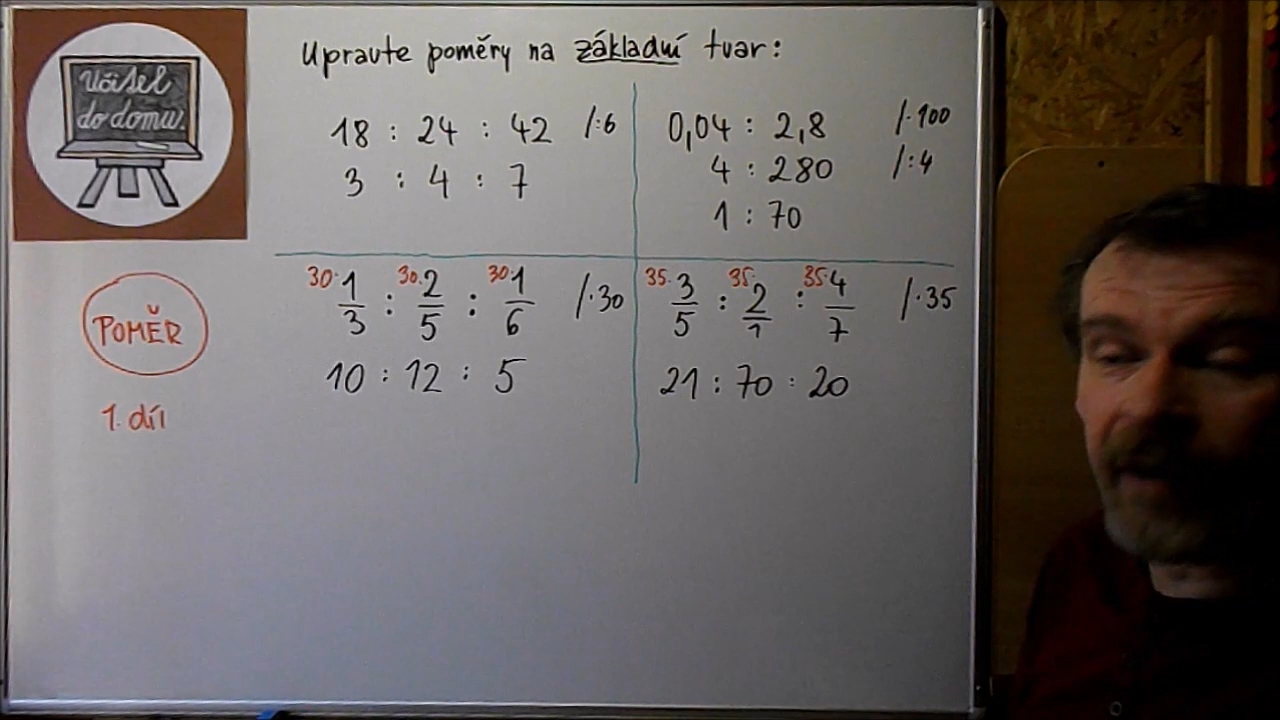 Učitel
do domu.
Upravte poměry na základní tvar:
18 : 24 : 42 /:6
3 : 4 : 7
0,04 : 2,8 /·100
4 : 280 /:4
1 : 70
POMĚR
1. díl
30· 1/3 : 30· 2/5 : 30· 1/6 /·30
10 : 12 : 5
35· 3/5 : 35· 2/1 : 35· 4/7 /·35
21 : 70 : 20